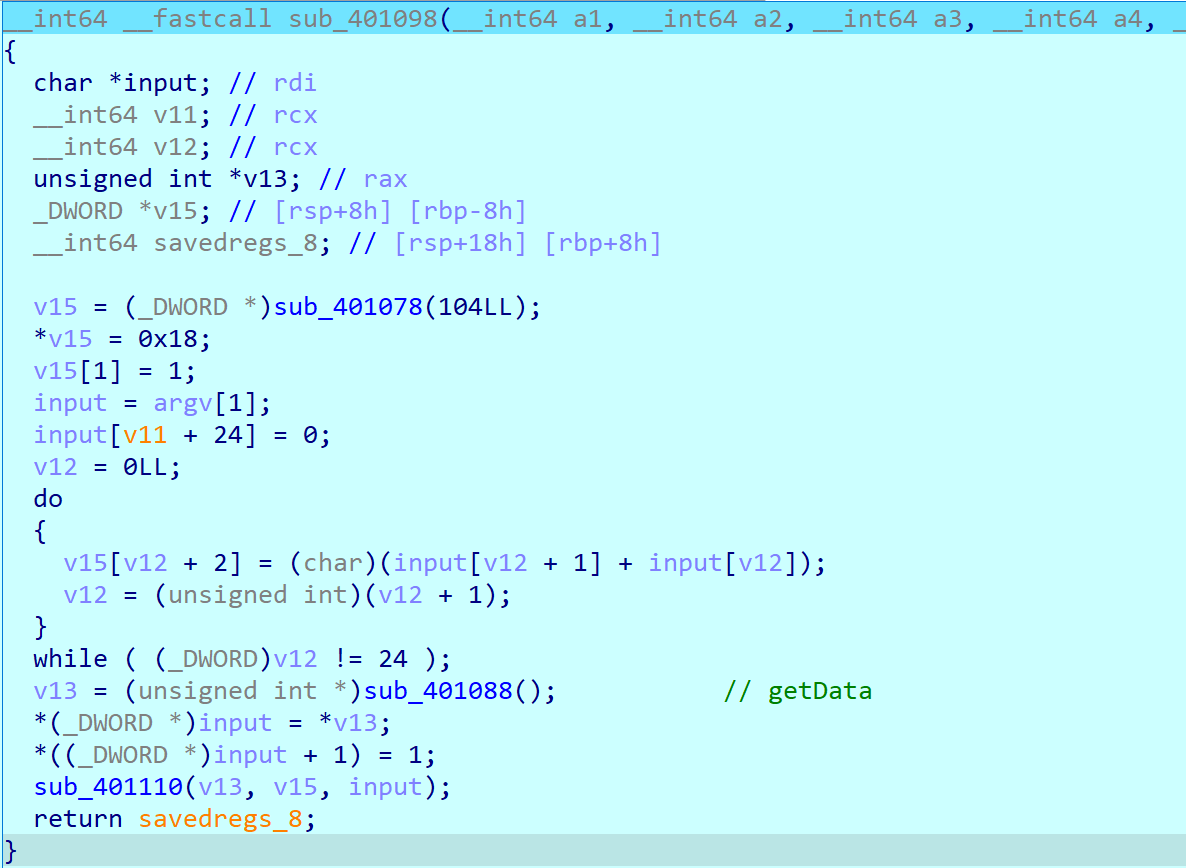 __int64 __fastcall sub_401098(__int64 a1, __int64 a2, __int64 a3, __int64 a4, _
{
  char *input; // rdi
  __int64 v11; // rcx
  __int64 v12; // rcx
  unsigned int *v13; // rax
  _DWORD *v15; // [rsp+8h] [rbp-8h]
  __int64 savedregs_8; // [rsp+18h] [rbp+8h]

  v15 = (_DWORD *)sub_401078(104LL);
  *v15 = 0x18;
  v15[1] = 1;
  input = argv[1];
  input[v11 + 24] = 0;
  v12 = 0LL;
  do
  {
    v15[v12 + 2] = (char)(input[v12 + 1] + input[v12]);
    v12 = (unsigned int)(v12 + 1);
  }
  while ( (_DWORD)v12 != 24 );
  v13 = (unsigned int *)sub_401088();          // getData
  *(_DWORD *)input = *v13;
  *((_DWORD *)input + 1) = 1;
  sub_401110(v13, v15, input);
  return savedregs_8;
}